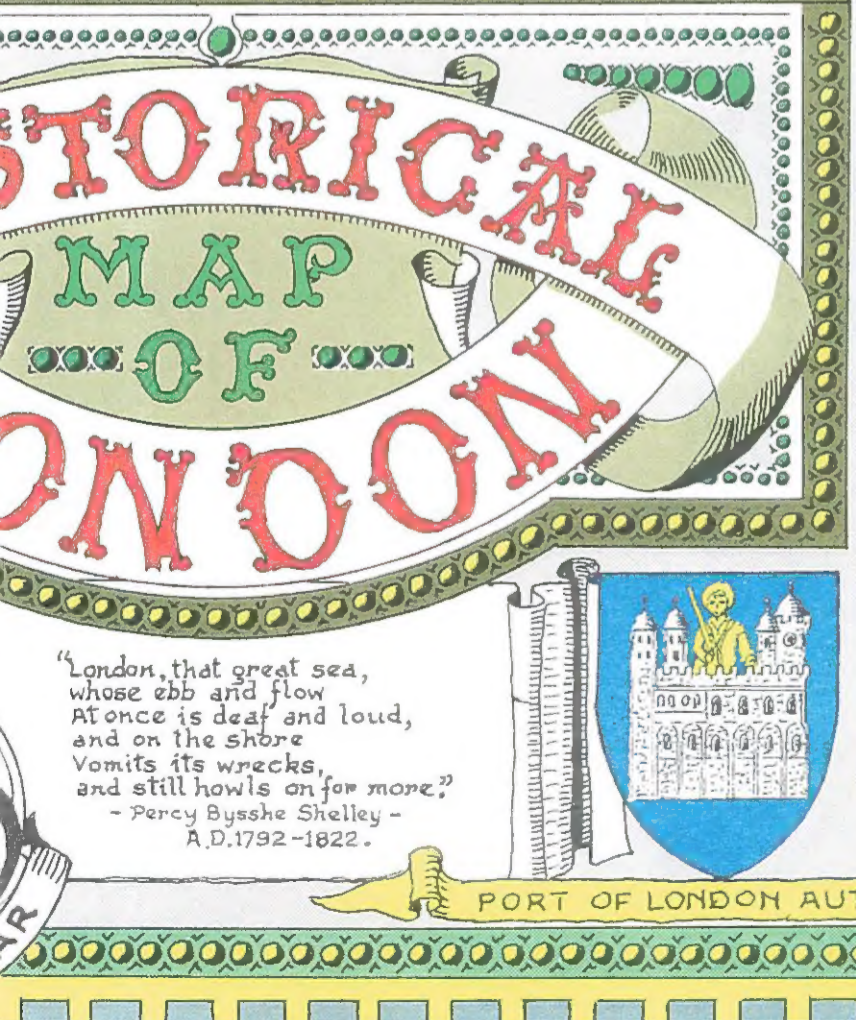 STORICAL
MAP
OF
ONDON
“London, that great sea,
whose ebb and flow
At once is deaf and loud,
and on the shore
Vomits its wrecks,
and still howls on for more.”
- Percy Bysshe Shelley -
A.D.1792-1822.
AR
PORT OF LONDON AUT